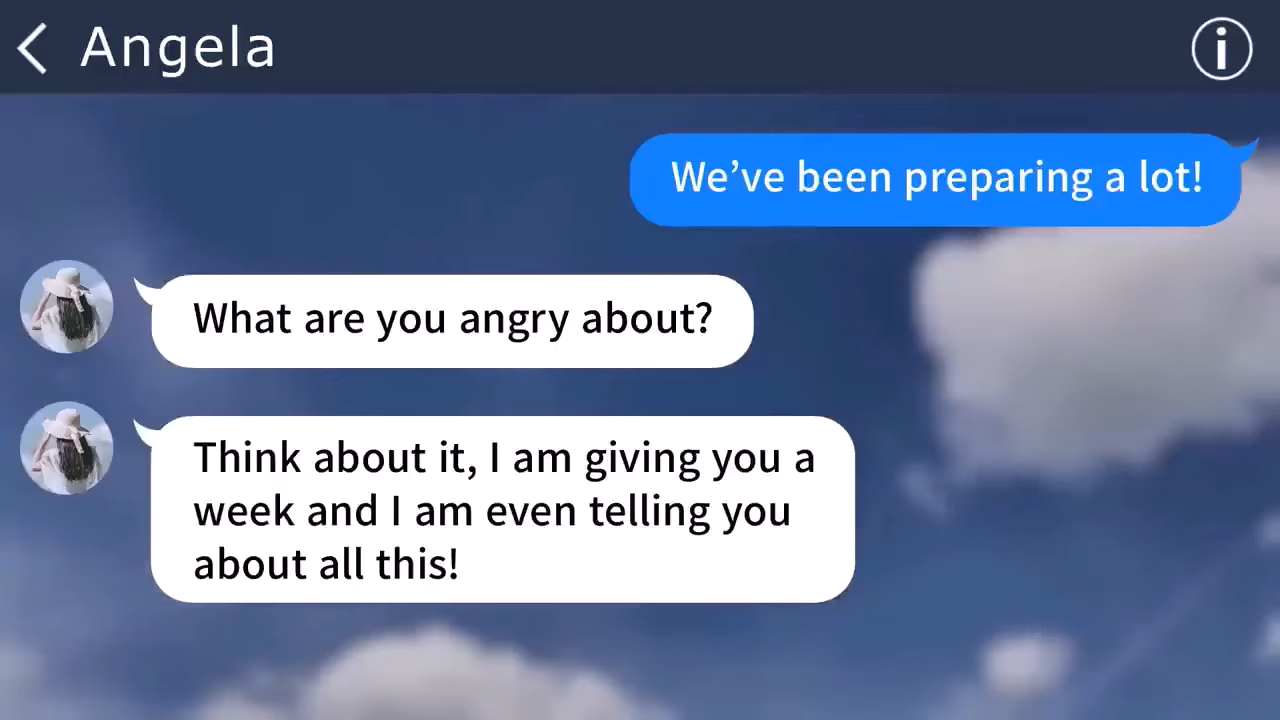 Angela
We’ve been preparing a lot!
What are you angry about?
Think about it, I am giving you a
week and I am even telling you
about all this!